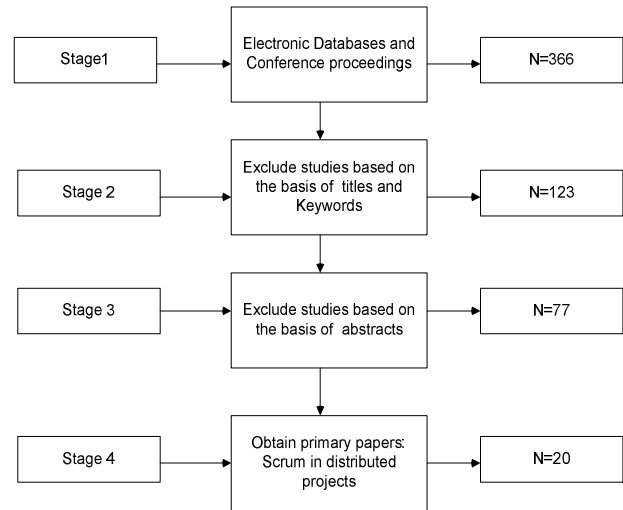 Stage1
Electronic Databases and
Conference proceedings
N=366
Stage 2
Exclude studies based on
the basis of titles and
Keywords
N=123
Stage 3
Exclude studies based on
the basis of abstracts
N=77
Stage 4
Obtain primary papers:
Scrum in distributed
projects
N=20